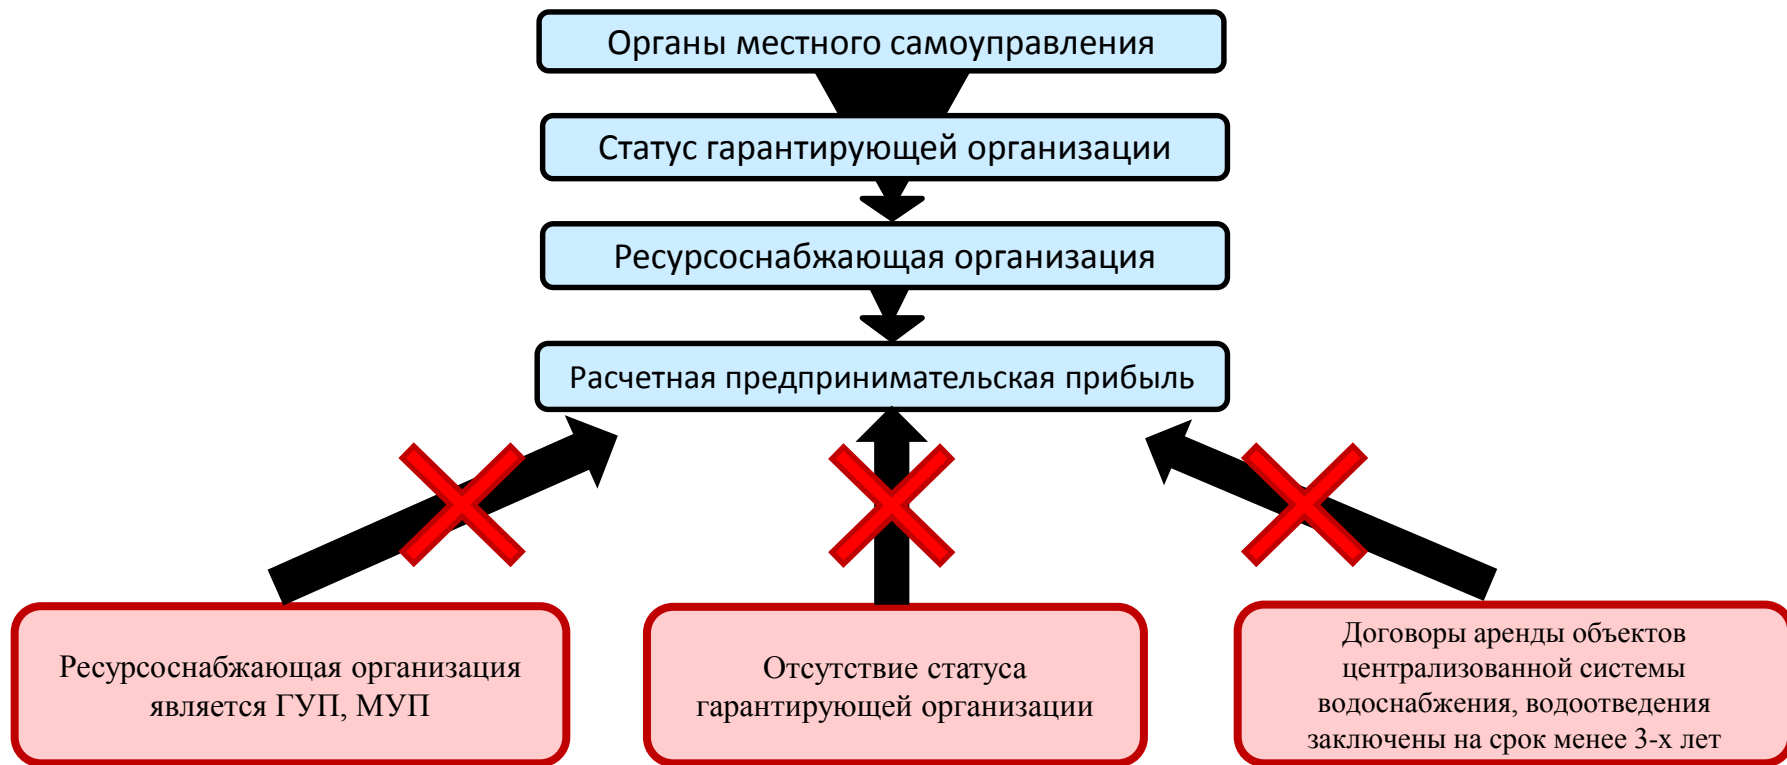 Органы местного самоуправления
Статус гарантирующей организации
Ресурсоснабжающая организация
Расчетная предпринимательская прибыль
Ресурсоснабжающая организация
является ГУП, МУП
Отсутствие статуса
гарантирующей организации
Договоры аренды объектов
централизованной системы
водоснабжения, водоотведения
заключены на срок менее 3-х лет